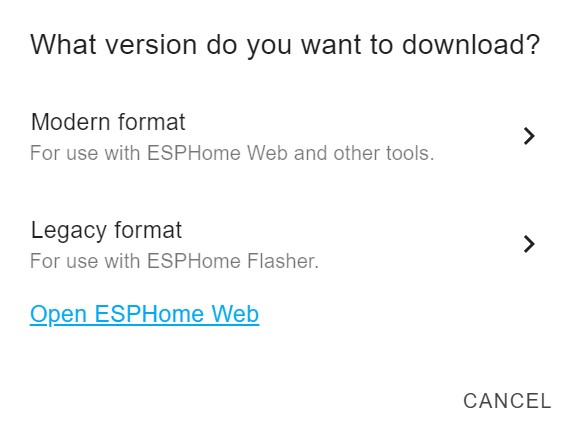 What version do you want to download?
Modern format
For use with ESPHome Web and other tools.
Legacy format
For use with ESPHome Flasher.
Open ESPHome Web
CANCEL